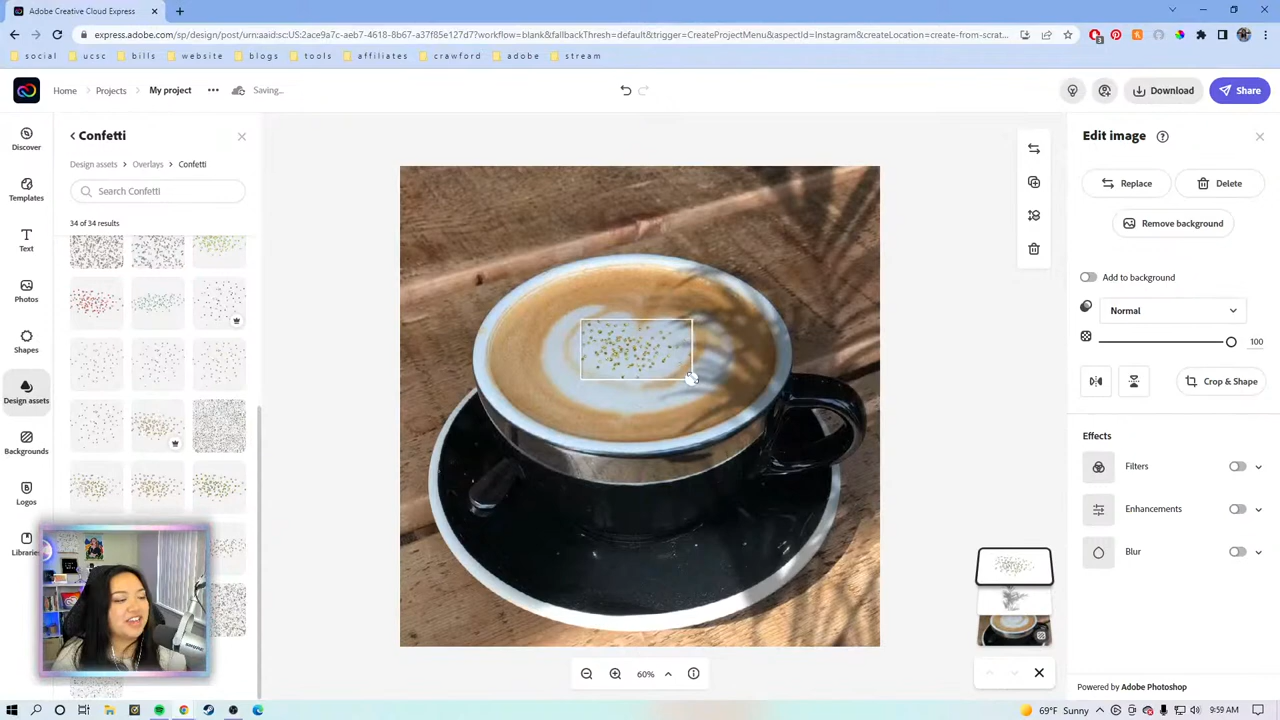 Adobe Creative Cloud Express
express.adobe.com/sp/design/post/urn:aaid:sc:US:2ace9a7c-aeb7-4618-8b67-a37f85e127d7?workflow=blank&fallbackThresh=default&trigger=CreateProjectMenu&aspectId=Instagram&createLocation=create-from-scrat...
social
ucsc
bills
website
blogs
tools
affiliates
crowdcast
adobe
stream
Home
Projects
My project
Saving...
Download
Share
Discover
Templates
Text
Photos
Shapes
Design assets
Backgrounds
Logos
Libraries
Confetti
Design assets > Overlays > Confetti
Search Confetti
34 of 34 results
60%
Edit image
Replace
Delete
Remove background
Add to background
Normal
100
Crop & Shape
Effects
Filters
Enhancements
Blur
Powered by Adobe Photoshop
69°F Sunny
9:59 AM